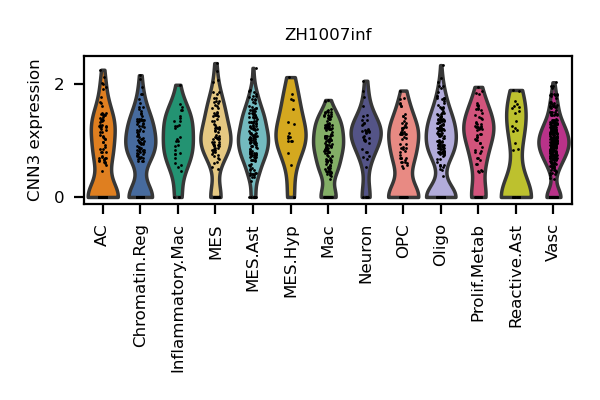 ZH1007inf
CNN3 expression
2
0
AC
Chromatin.Reg
Inflammatory.Mac
MES
MES.Ast
MES.Hyp
Mac
Neuron
OPC
Oligo
Prolif.Metab
Reactive.Ast
Vasc